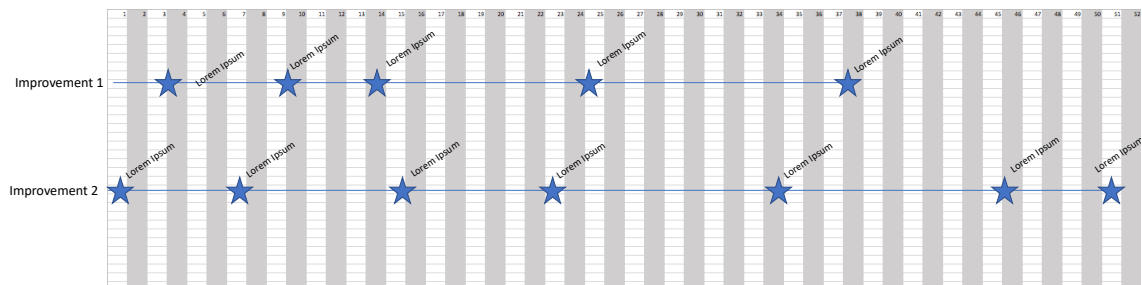 1 2 3 4 5 6 7 8 9 10 11 12 13 14 15 16 17 18 19 20 21 22 23 24 25 26 27 28 29 30 31 32 33 34 35 36 37 38 39 40 41 42 43 44 45 46 47 48 49 50 51 52
Improvement 1
Lorem Ipsum
Lorem Ipsum
Lorem Ipsum
Lorem Ipsum
Lorem Ipsum
Improvement 2
Lorem Ipsum
Lorem Ipsum
Lorem Ipsum
Lorem Ipsum
Lorem Ipsum
Lorem Ipsum
Lorem Ipsum